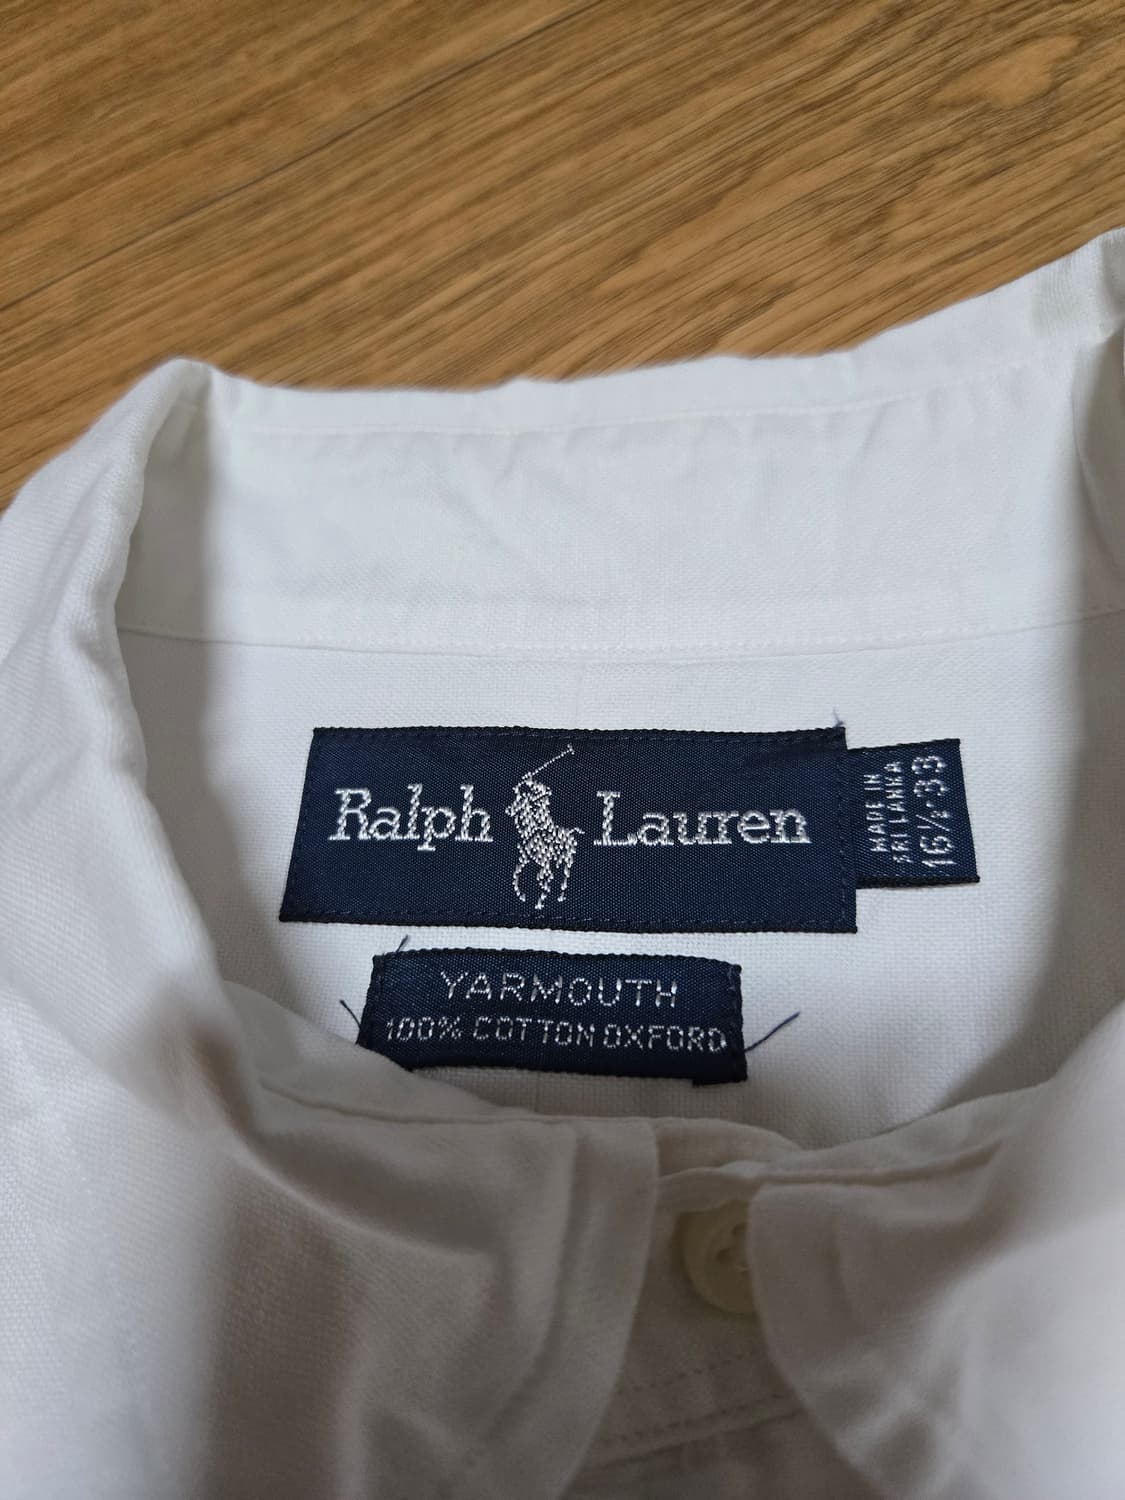 Ralph Lauren
MADE IN
SRI LANKA
16½-33
YARMOUTH
100% COTTON OXFORD